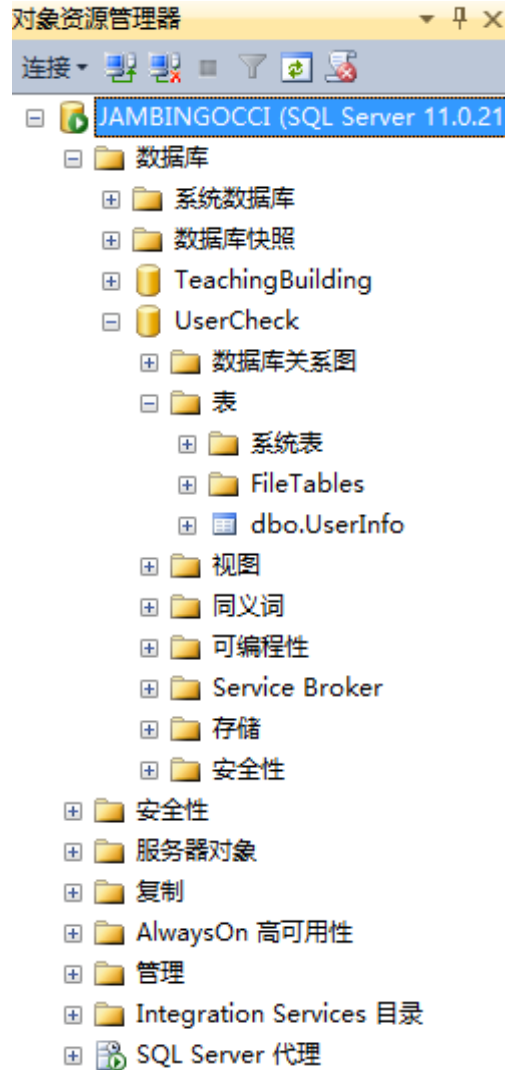 对象资源管理器
连接
JAMBINGOCCI (SQL Server 11.0.21
数据库
系统数据库
数据库快照
TeachingBuilding
UserCheck
数据库关系图
表
系统表
FileTables
dbo.UserInfo
视图
同义词
可编程性
Service Broker
存储
安全性
安全性
服务器对象
复制
AlwaysOn 高可用性
管理
Integration Services 目录
SQL Server 代理